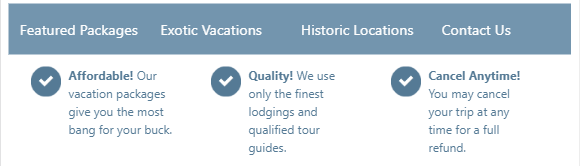 Featured Packages Exotic Vacations Historic Locations Contact Us
Affordable! Our
vacation packages
give you the most
bang for your buck.
Quality! We use
only the finest
lodgings and
qualified tour
guides.
Cancel Anytime!
You may cancel
your trip at any
time for a full
refund.